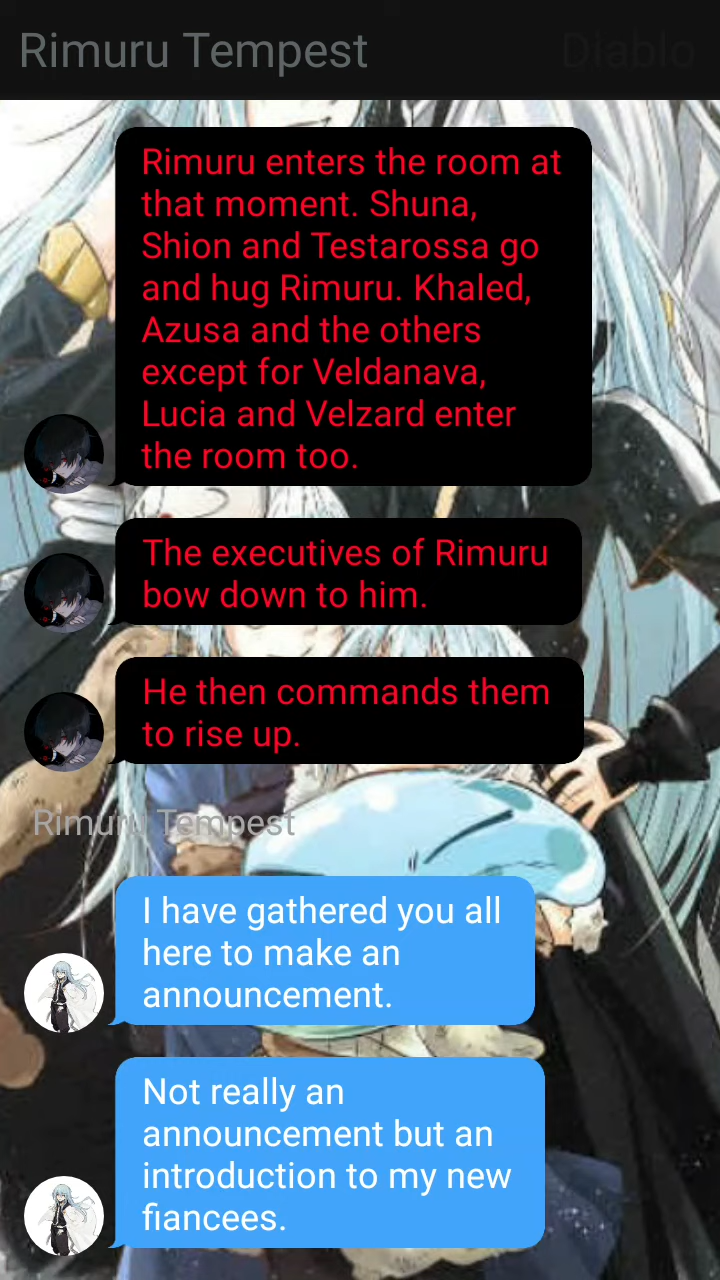 Rimuru Tempest Diablo
Rimuru enters the room at
that moment. Shuna,
Shion and Testarossa go
and hug Rimuru. Khaled,
Azusa and the others
except for Veldanava,
Lucia and Velzard enter
the room too.
The executives of Rimuru
bow down to him.
He then commands them
to rise up.
Rimuru Tempest
I have gathered you all
here to make an
announcement.
Not really an
announcement but an
introduction to my new
fiancees.